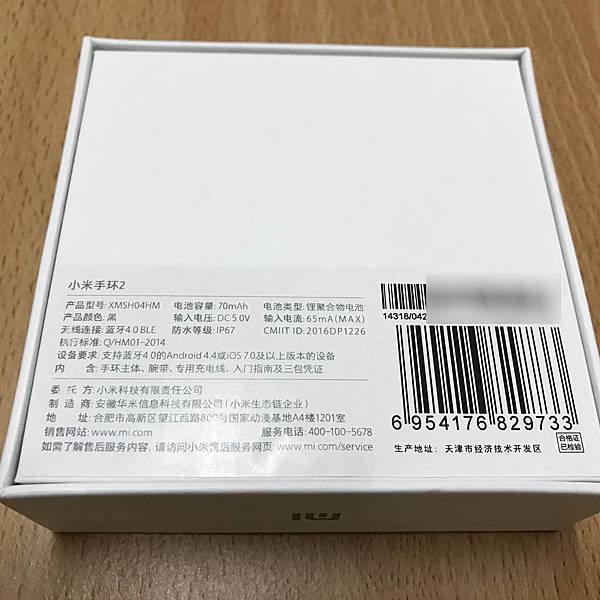 小米手环2
产品型号: XMSH04HM 电池容量: 70mAh 电池类型: 锂聚合物电池
产品颜色: 黑 输入电压: DC 5.0V 输入电流: 65mA (MAX)
无线连接: 蓝牙4.0 BLE 防水等级: IP67 CMIIT ID: 2016DP1226
执行标准: Q/HM01-2014
设备要求: 支持蓝牙4.0的Android 4.4或iOS 7.0及以上版本的设备
内 含: 手环主体、腕带、专用充电线、入门指南及三包凭证
委 托 方: 小米科技有限责任公司
制 造 商: 安徽华米信息科技有限公司 (小米生态链企业)
地 址: 合肥市高新区望江西路800号国家动漫基地A4楼1201室
销售网站: www.mi.com 服务电话: 400-100-5678
如需了解售后服务内容, 请访问小米售后服务网页: www.mi.com/service
14318/042
6 954176 829733
生产地址: 天津市经济技术开发区
合格证
已检验
mi